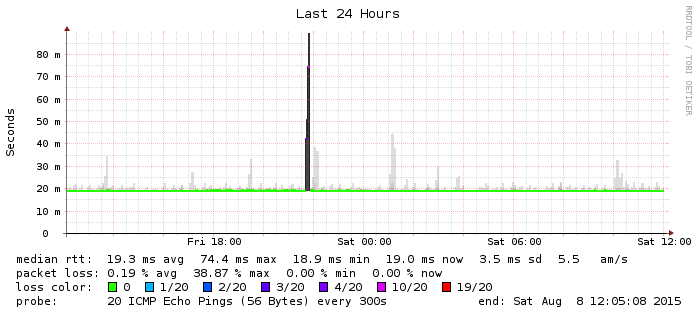 Last 24 Hours
RRDTOOL / TOBI OETIKER
Seconds
80 m
70 m
60 m
50 m
40 m
30 m
20 m
10 m
0
Fri 18:00 Sat 00:00 Sat 06:00 Sat 12:00
median rtt: 19.3 ms avg 74.4 ms max 18.9 ms min 19.0 ms now 3.5 ms sd 5.5 am/s
packet loss: 0.19 % avg 38.87 % max 0.00 % min 0.00 % now
loss color: 0 1/20 2/20 3/20 4/20 10/20 19/20
probe: 20 ICMP Echo Pings (56 Bytes) every 300s end: Sat Aug 8 12:05:08 2015